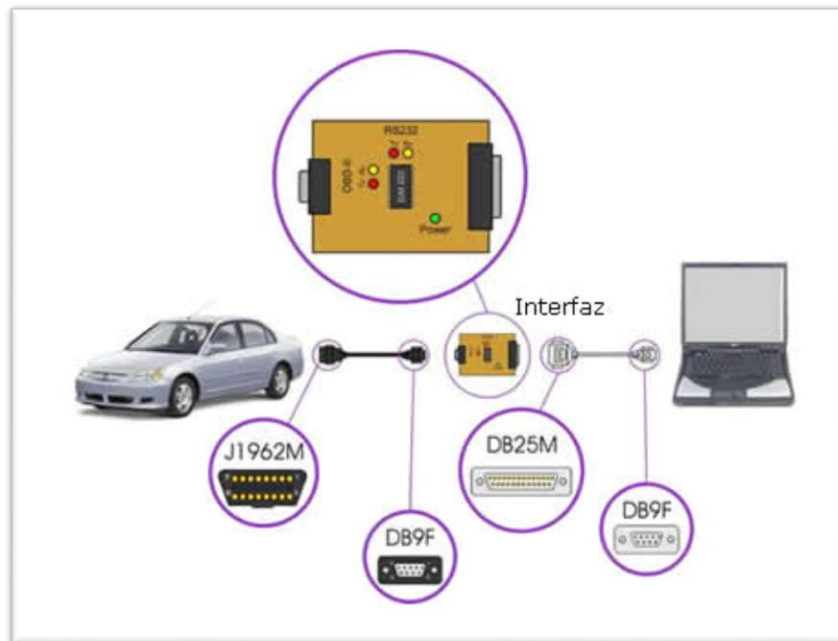 RS232
OBD-II
Power
Interfaz
J1962M
DB25M
DB9F
DB9F